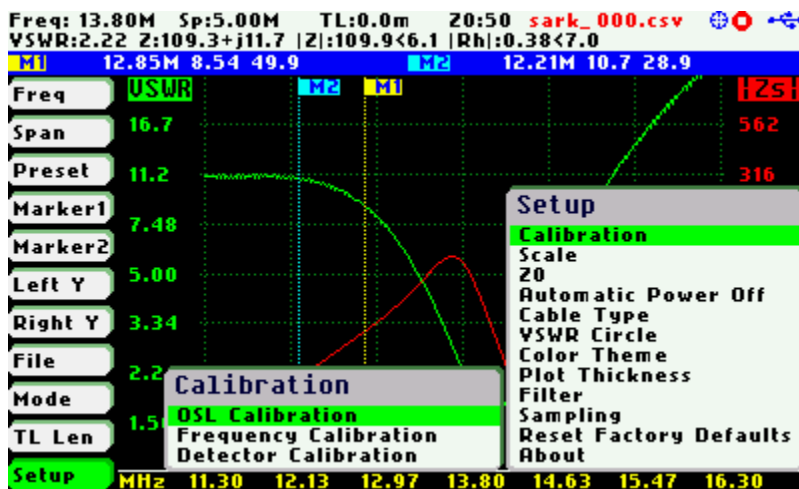 Freq: 13.80M Sp:5.00M TL:0.0m Z0:50 sark_000.csv
VSWR:2.22 Z:109.3+j11.7 |Z|:109.9<6.1 |Rh|:0.38<7.0
M1 12.85M 8.54 49.9 M2 12.21M 10.7 28.9
Freq
Span
Preset
Marker1
Marker2
Left Y
Right Y
File
Mode
TL Len
Setup
VSWR M2 M1 |Zs|
16.7 562
11.2 316
7.48
5.00
3.34
2.2
1.5
Setup
Calibration
Scale
Z0
Automatic Power Off
Cable Type
VSWR Circle
Color Theme
Plot Thickness
Filter
Sampling
Reset Factory Defaults
About
Calibration
OSL Calibration
Frequency Calibration
Detector Calibration
MHz 11.30 12.13 12.97 13.80 14.63 15.47 16.30